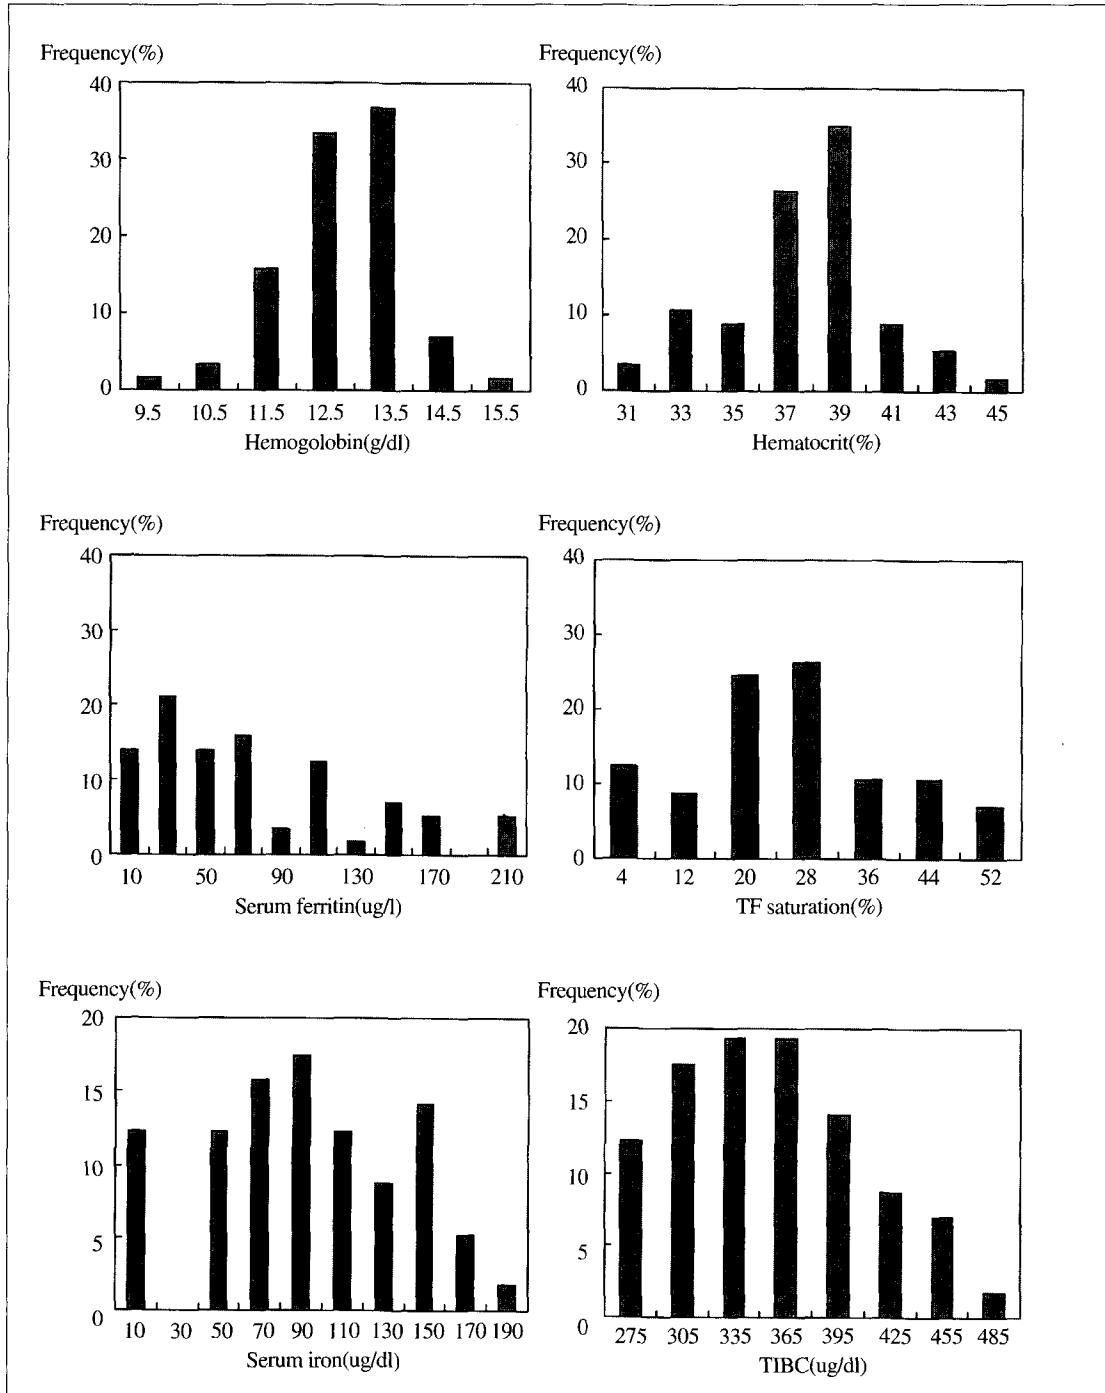 Frequency(%)
40
30
20
10
0
9.5 10.5 11.5 12.5 13.5 14.5 15.5
Hemogolobin(g/dl)
Frequency(%)
40
30
20
10
0
31 33 35 37 39 41 43 45
Hematocrit(%)
Frequency(%)
40
30
20
10
0
10 50 90 130 170 210
Serum ferritin(ug/l)
Frequency(%)
40
30
20
10
0
4 12 20 28 36 44 52
TF saturation(%)
Frequency(%)
20
15
10
5
0
10 30 50 70 90 110 130 150 170 190
Serum iron(ug/dl)
Frequency(%)
20
15
10
5
0
275 305 335 365 395 425 455 485
TIBC(ug/dl)